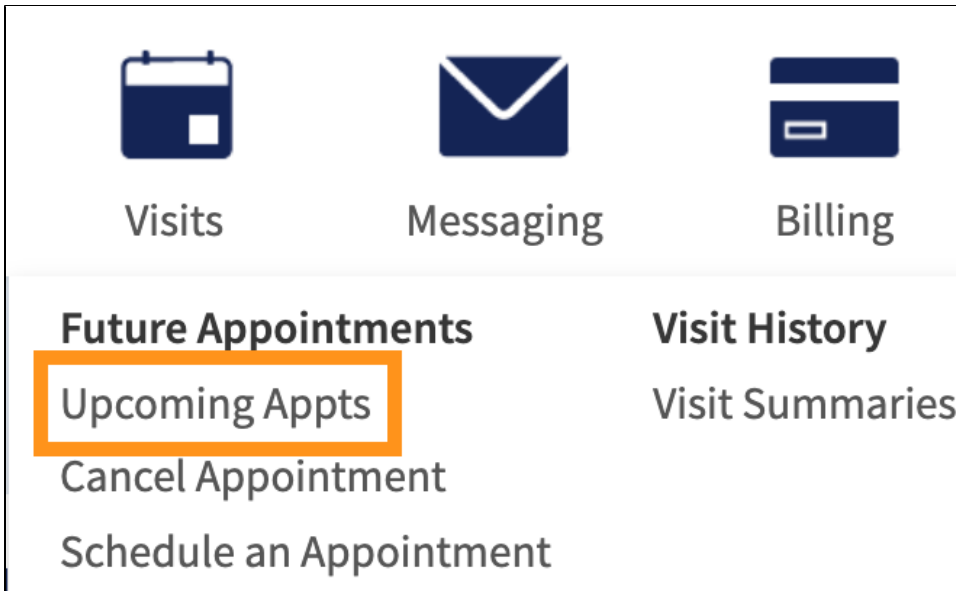 Visits
Messaging
Billing
Future Appointments
Upcoming Appts
Cancel Appointment
Schedule an Appointment
Visit History
Visit Summaries